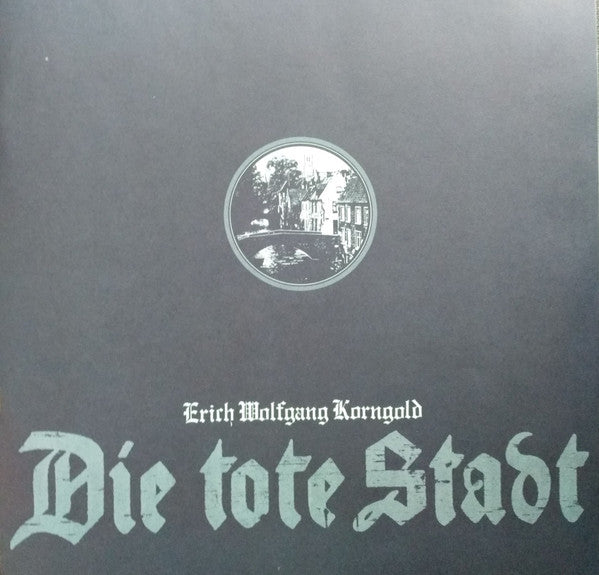 Erich Wolfgang Korngold
Die tote Stadt